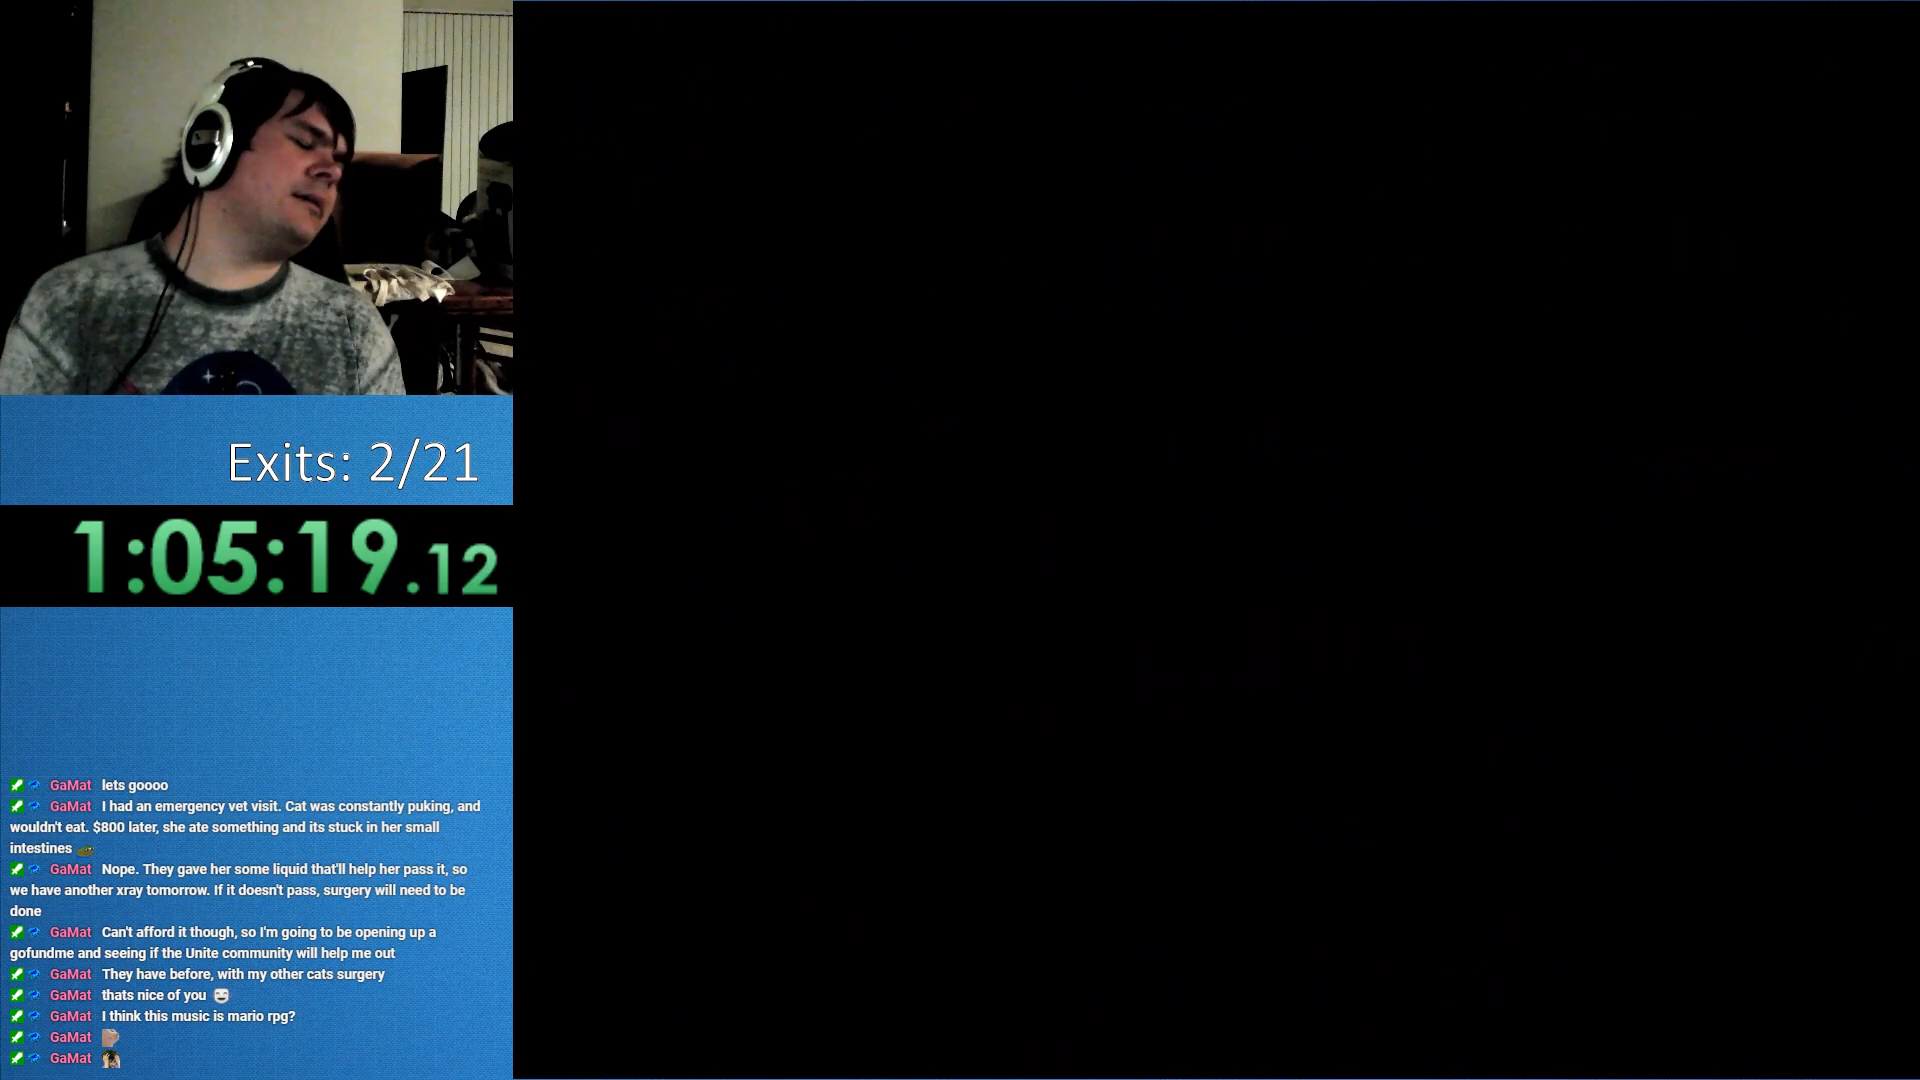 Exits: 2/21
1:05:19.12
GaMat lets goooo
GaMat I had an emergency vet visit. Cat was constantly puking, and
wouldn't eat. $800 later, she ate something and its stuck in her small
intestines
GaMat Nope. They gave her some liquid that'll help her pass it, so
we have another xray tomorrow. If it doesn't pass, surgery will need to be
done
GaMat Can't afford it though, so I'm going to be opening up a
gofundme and seeing if the Unite community will help me out
GaMat They have before, with my other cats surgery
GaMat thats nice of you
GaMat I think this music is mario rpg?
GaMat
GaMat